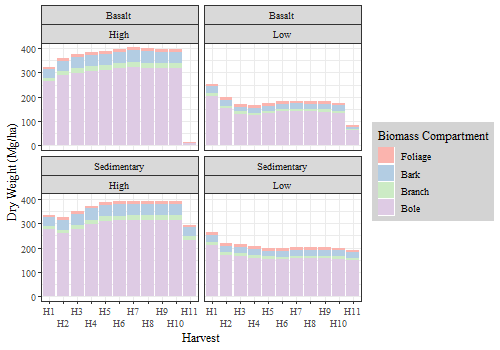 Basalt
Basalt
High
Low
400
300
200
100
0
Sedimentary
Sedimentary
High
Low
400
300
200
100
0
Dry Weight (Mg/ha)
H1 H3 H5 H7 H9 H11
H2 H4 H6 H8 H10
H1 H3 H5 H7 H9 H11
H2 H4 H6 H8 H10
Harvest
Biomass Compartment
Foliage
Bark
Branch
Bole